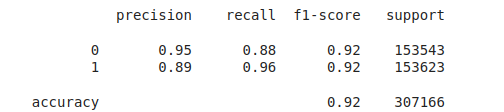 precision recall f1-score support
0 0.95 0.88 0.92 153543
1 0.89 0.96 0.92 153623
accuracy 0.92 307166